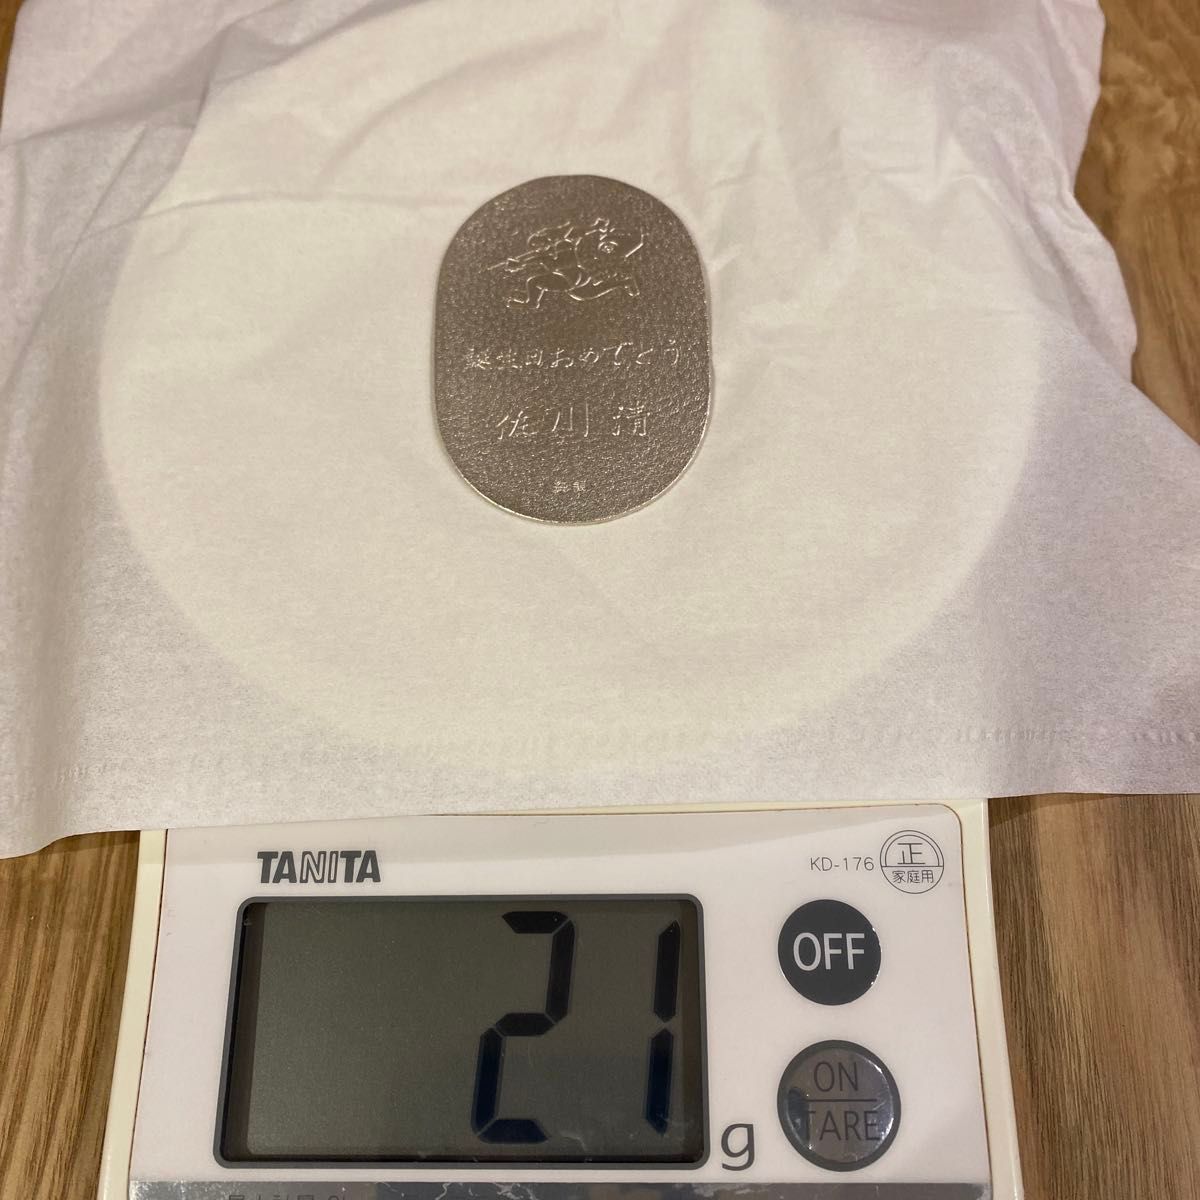 誕生日おめでとう
佐川清
純銀
TANITA
KD-176
正
家庭用
OFF
21
g
ON
TARE